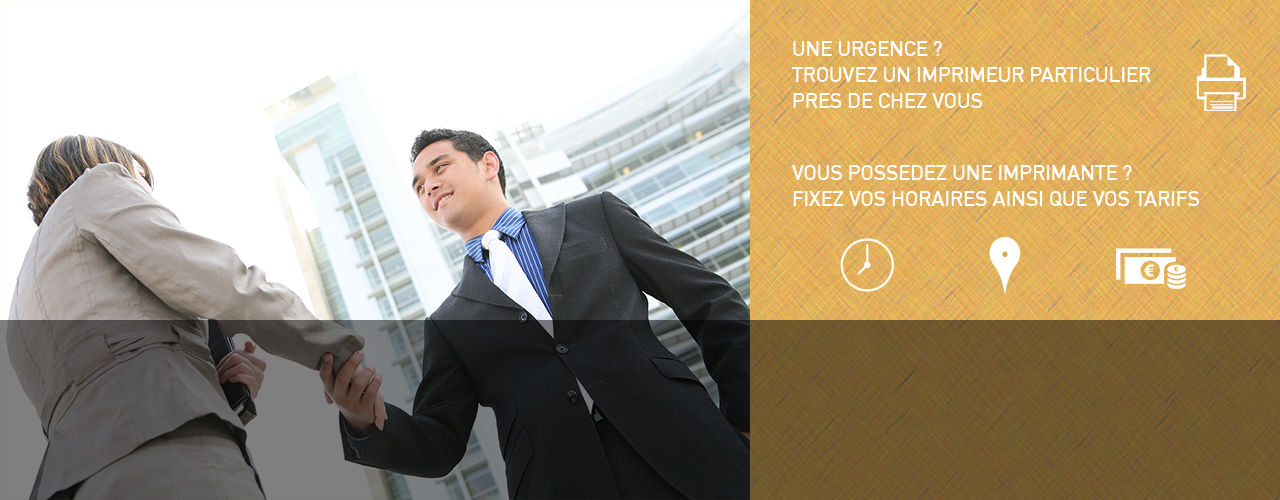 UNE URGENCE ?
TROUVEZ UN IMPRIMEUR PARTICULIER
PRES DE CHEZ VOUS
VOUS POSSEDEZ UNE IMPRIMANTE ?
FIXEZ VOS HORAIRES AINSI QUE VOS TARIFS
€